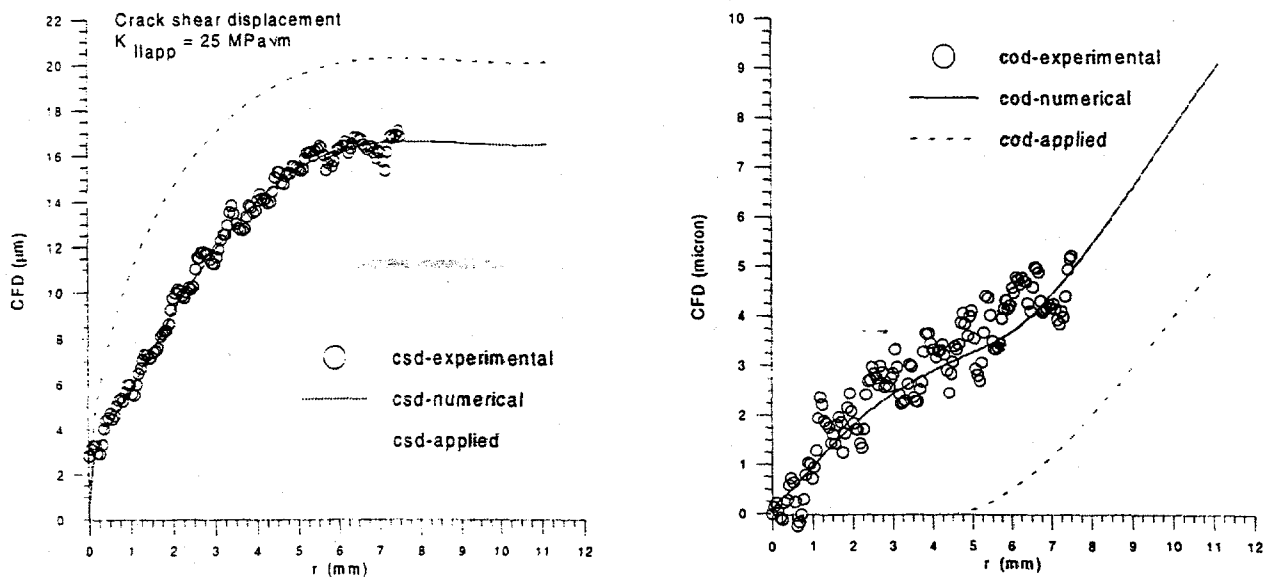 Crack shear displacement
K IIapp = 25 MPa√m
22
20
18
16
14
12
10
8
6
4
2
0
CFD (μm)
csd-experimental
csd-numerical
csd-applied
0 1 2 3 4 5 6 7 8 9 10 11 12
r (mm)
10
9
8
7
6
5
4
3
2
1
0
CFD (micron)
cod-experimental
cod-numerical
cod-applied
0 1 2 3 4 5 6 7 8 9 10 11 12
r (mm)